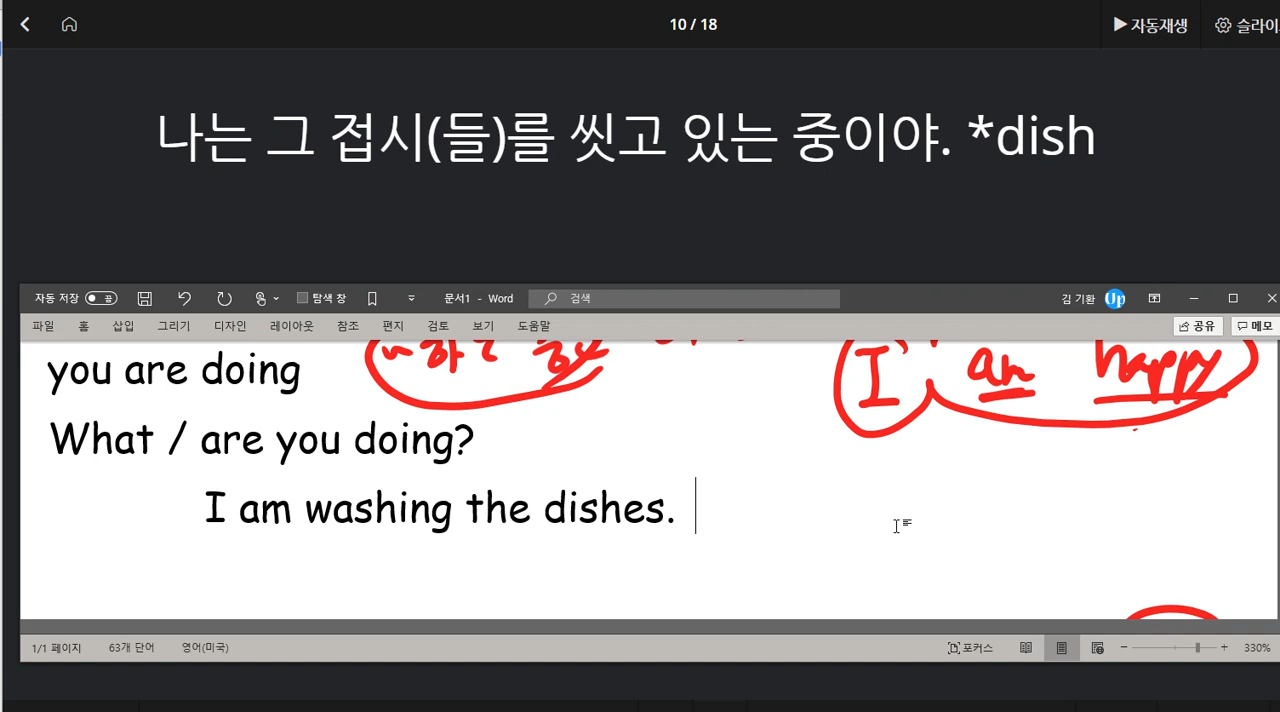 10 / 18
자동재생
슬라이
나는 그 접시(들)를 씻고 있는 중이야. *dish
자동 저장
끔
탐색 창
문서1 - Word
검색
김 기환
Up
파일 홈 삽입 그리기 디자인 레이아웃 참조 편지 검토 보기 도움말
공유
메모
you are doing
I am happy
What / are you doing?
I am washing the dishes.
1/1 페이지 63개 단어 영어(미국)
포커스
330%